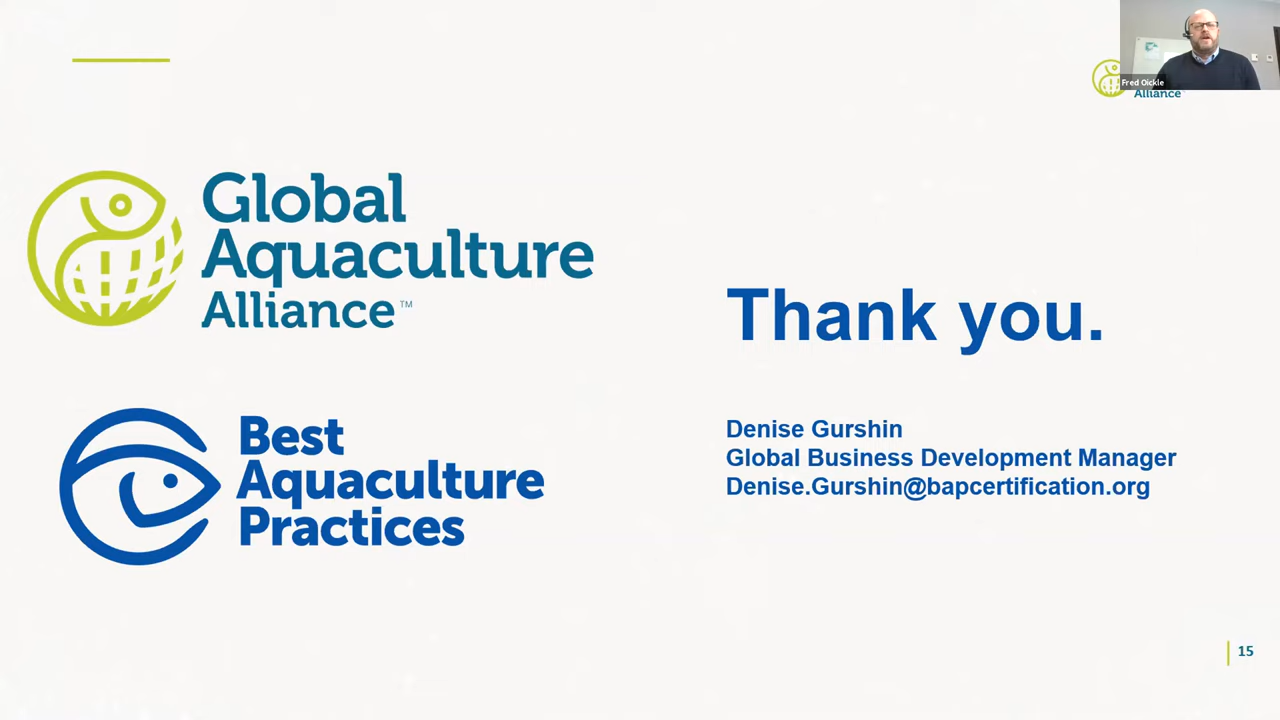 Fred Oickle
Alliance
Global
Aquaculture
Alliance™
Thank you.
Best
Aquaculture
Practices
Denise Gurshin
Global Business Development Manager
Denise.Gurshin@bapcertification.org
15